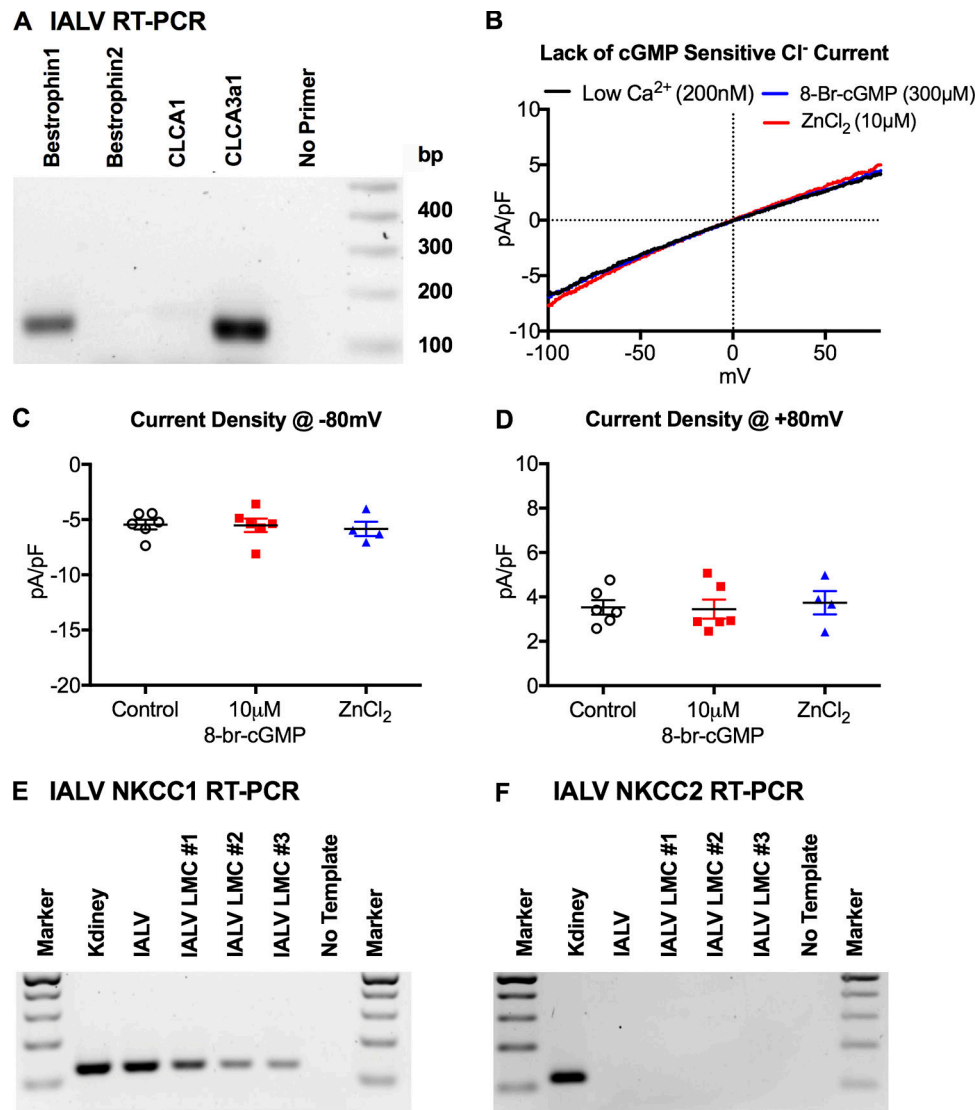 A IALV RT-PCR
Bestrophin1
Bestrophin2
CLCA1
CLCA3a1
No Primer
bp
400
300
200
100
B
Lack of cGMP Sensitive Cl⁻ Current
Low Ca²⁺ (200nM)
8-Br-cGMP (300µM)
ZnCl₂ (10µM)
pA/pF
10
5
0
-5
-10
-100
-50
0
50
mV
C Current Density @ -80mV
pA/pF
0
-5
-10
-15
-20
Control
10µM
8-br-cGMP
ZnCl₂
D Current Density @ +80mV
pA/pF
10
8
6
4
2
0
Control
10µM
8-br-cGMP
ZnCl₂
E IALV NKCC1 RT-PCR
Marker
Kdiney
IALV
IALV LMC #1
IALV LMC #2
IALV LMC #3
No Template
Marker
F IALV NKCC2 RT-PCR
Marker
Kdiney
IALV
IALV LMC #1
IALV LMC #2
IALV LMC #3
No Template
Marker